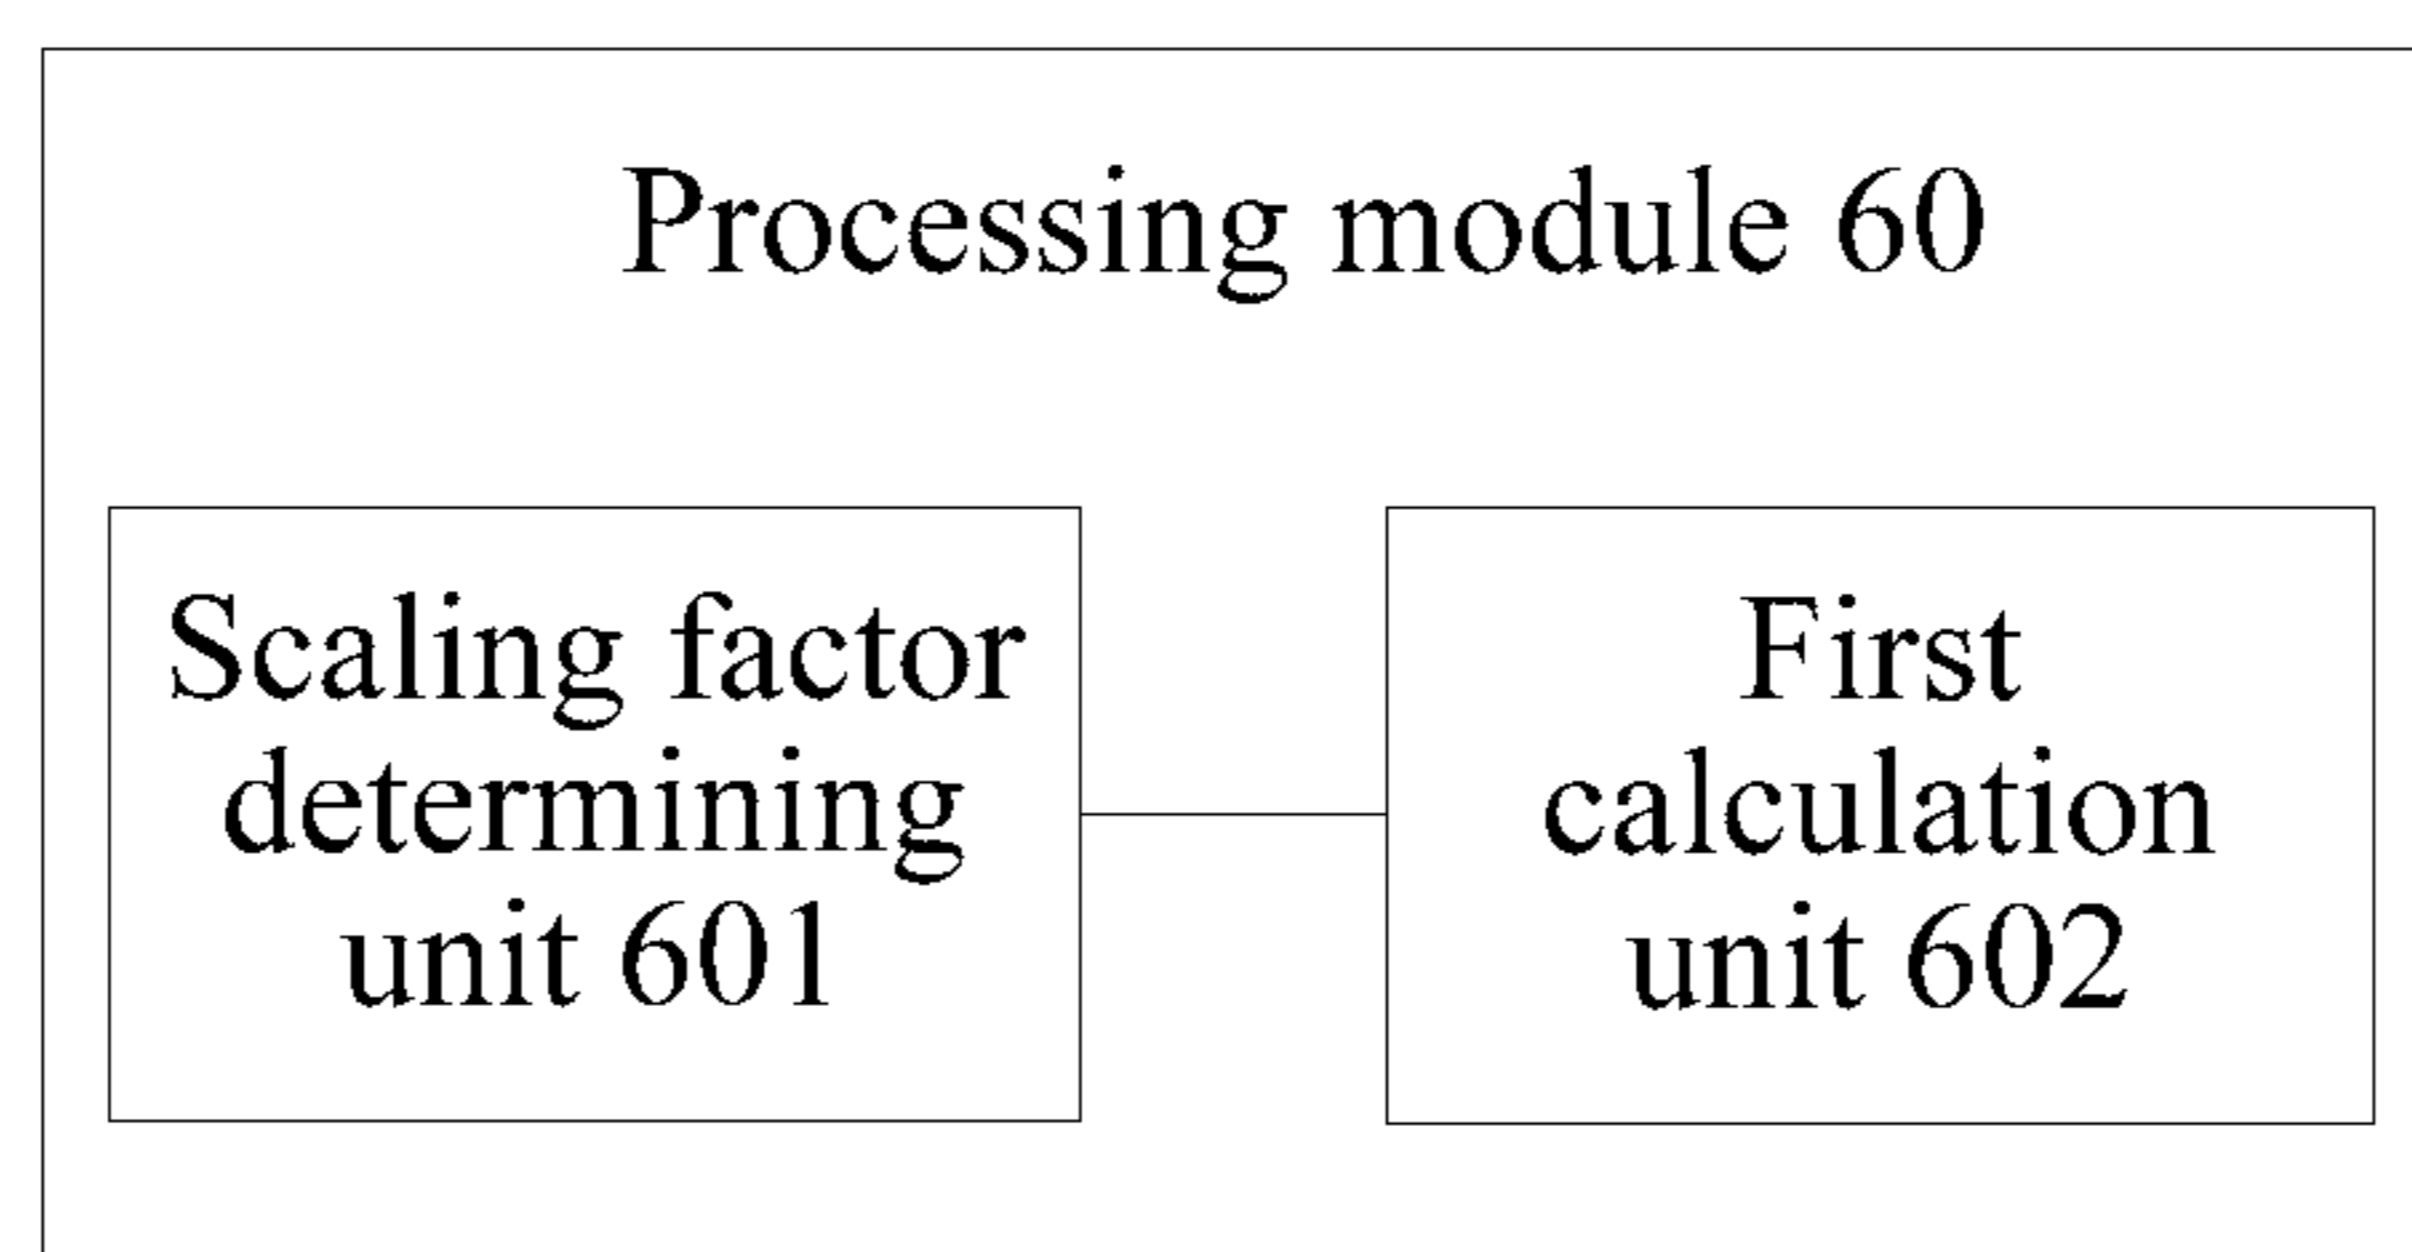 Processing module 60
Scaling factor
determining
unit 601
First
calculation
unit 602